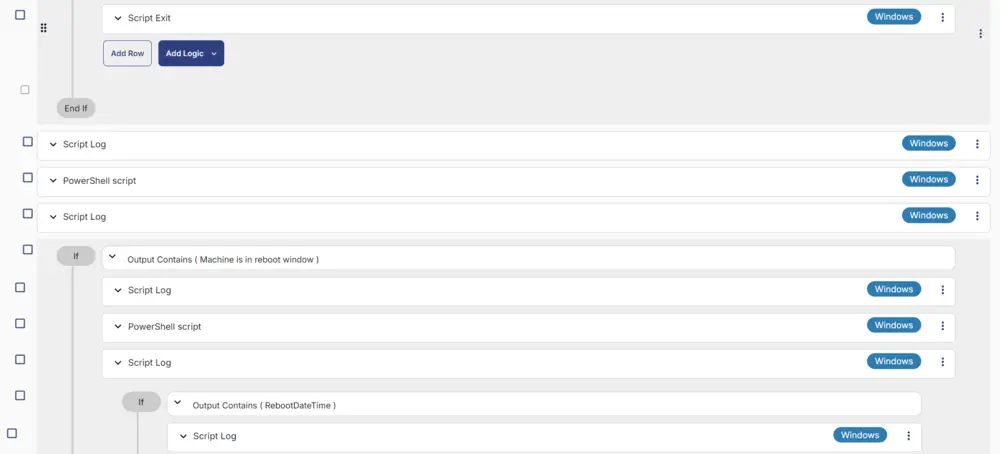 Script Exit Windows
Add Row Add Logic
End If
Script Log Windows
PowerShell script Windows
Script Log Windows
If Output Contains ( Machine is in reboot window )
Script Log Windows
PowerShell script Windows
Script Log Windows
If Output Contains ( RebootDateTime )
Script Log Windows